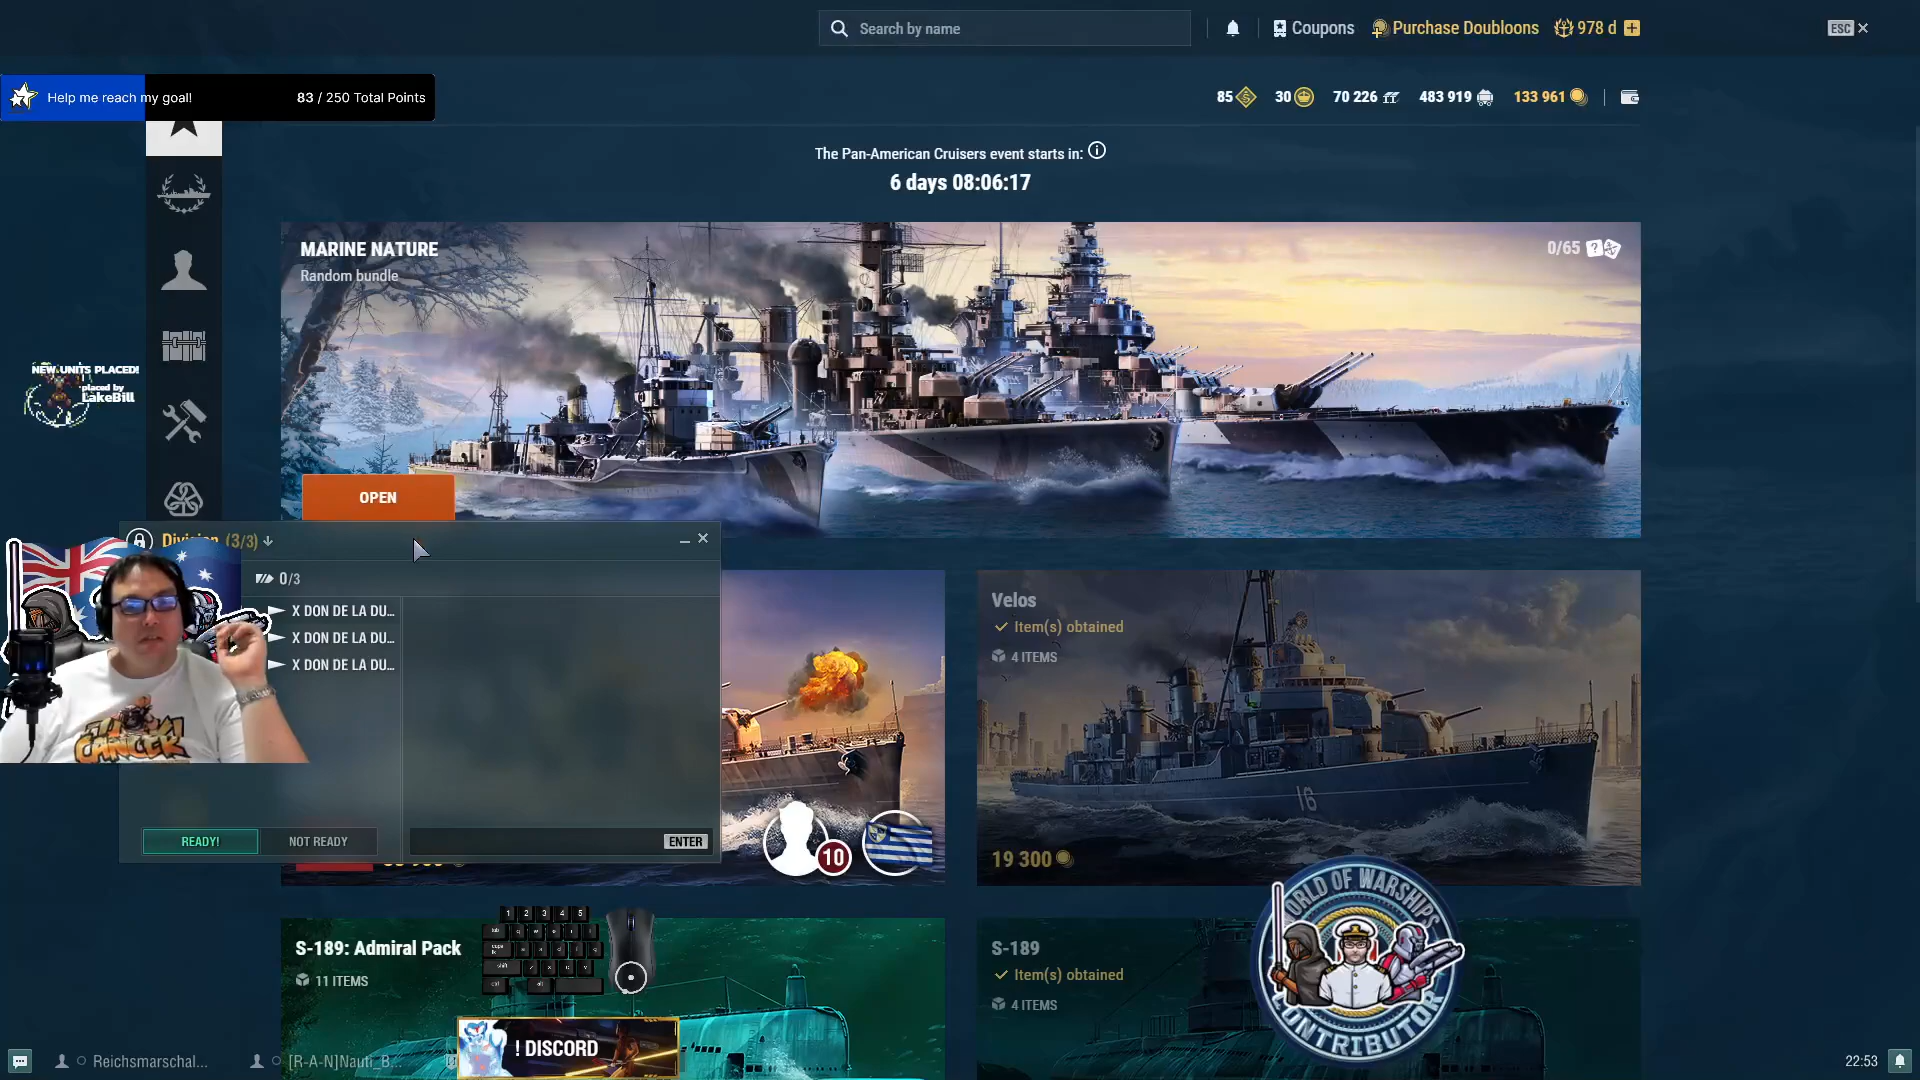 Search by name
Coupons
Purchase Doubloons
978 d
ESC
Help me reach my goal!
83 / 250 Total Points
85
30
70 226
483 919
133 961
The Pan-American Cruisers event starts in:
6 days 08:06:17
MARINE NATURE
Random bundle
0/65
NEW UNITS PLACED!
placed by
LakeBill
OPEN
Division (3/3)
0/3
X DON DE LA DU...
X DON DE LA DU...
X DON DE LA DU...
CANCER
READY!
NOT READY
ENTER
10
Velos
Item(s) obtained
4 ITEMS
16
19 300
S-189: Admiral Pack
11 ITEMS
S-189
Item(s) obtained
4 ITEMS
WORLD OF WARSHIPS
CONTRIBUTOR
! DISCORD
Reichsmarschal...
[R-A-N]Nauti_B...
22:53